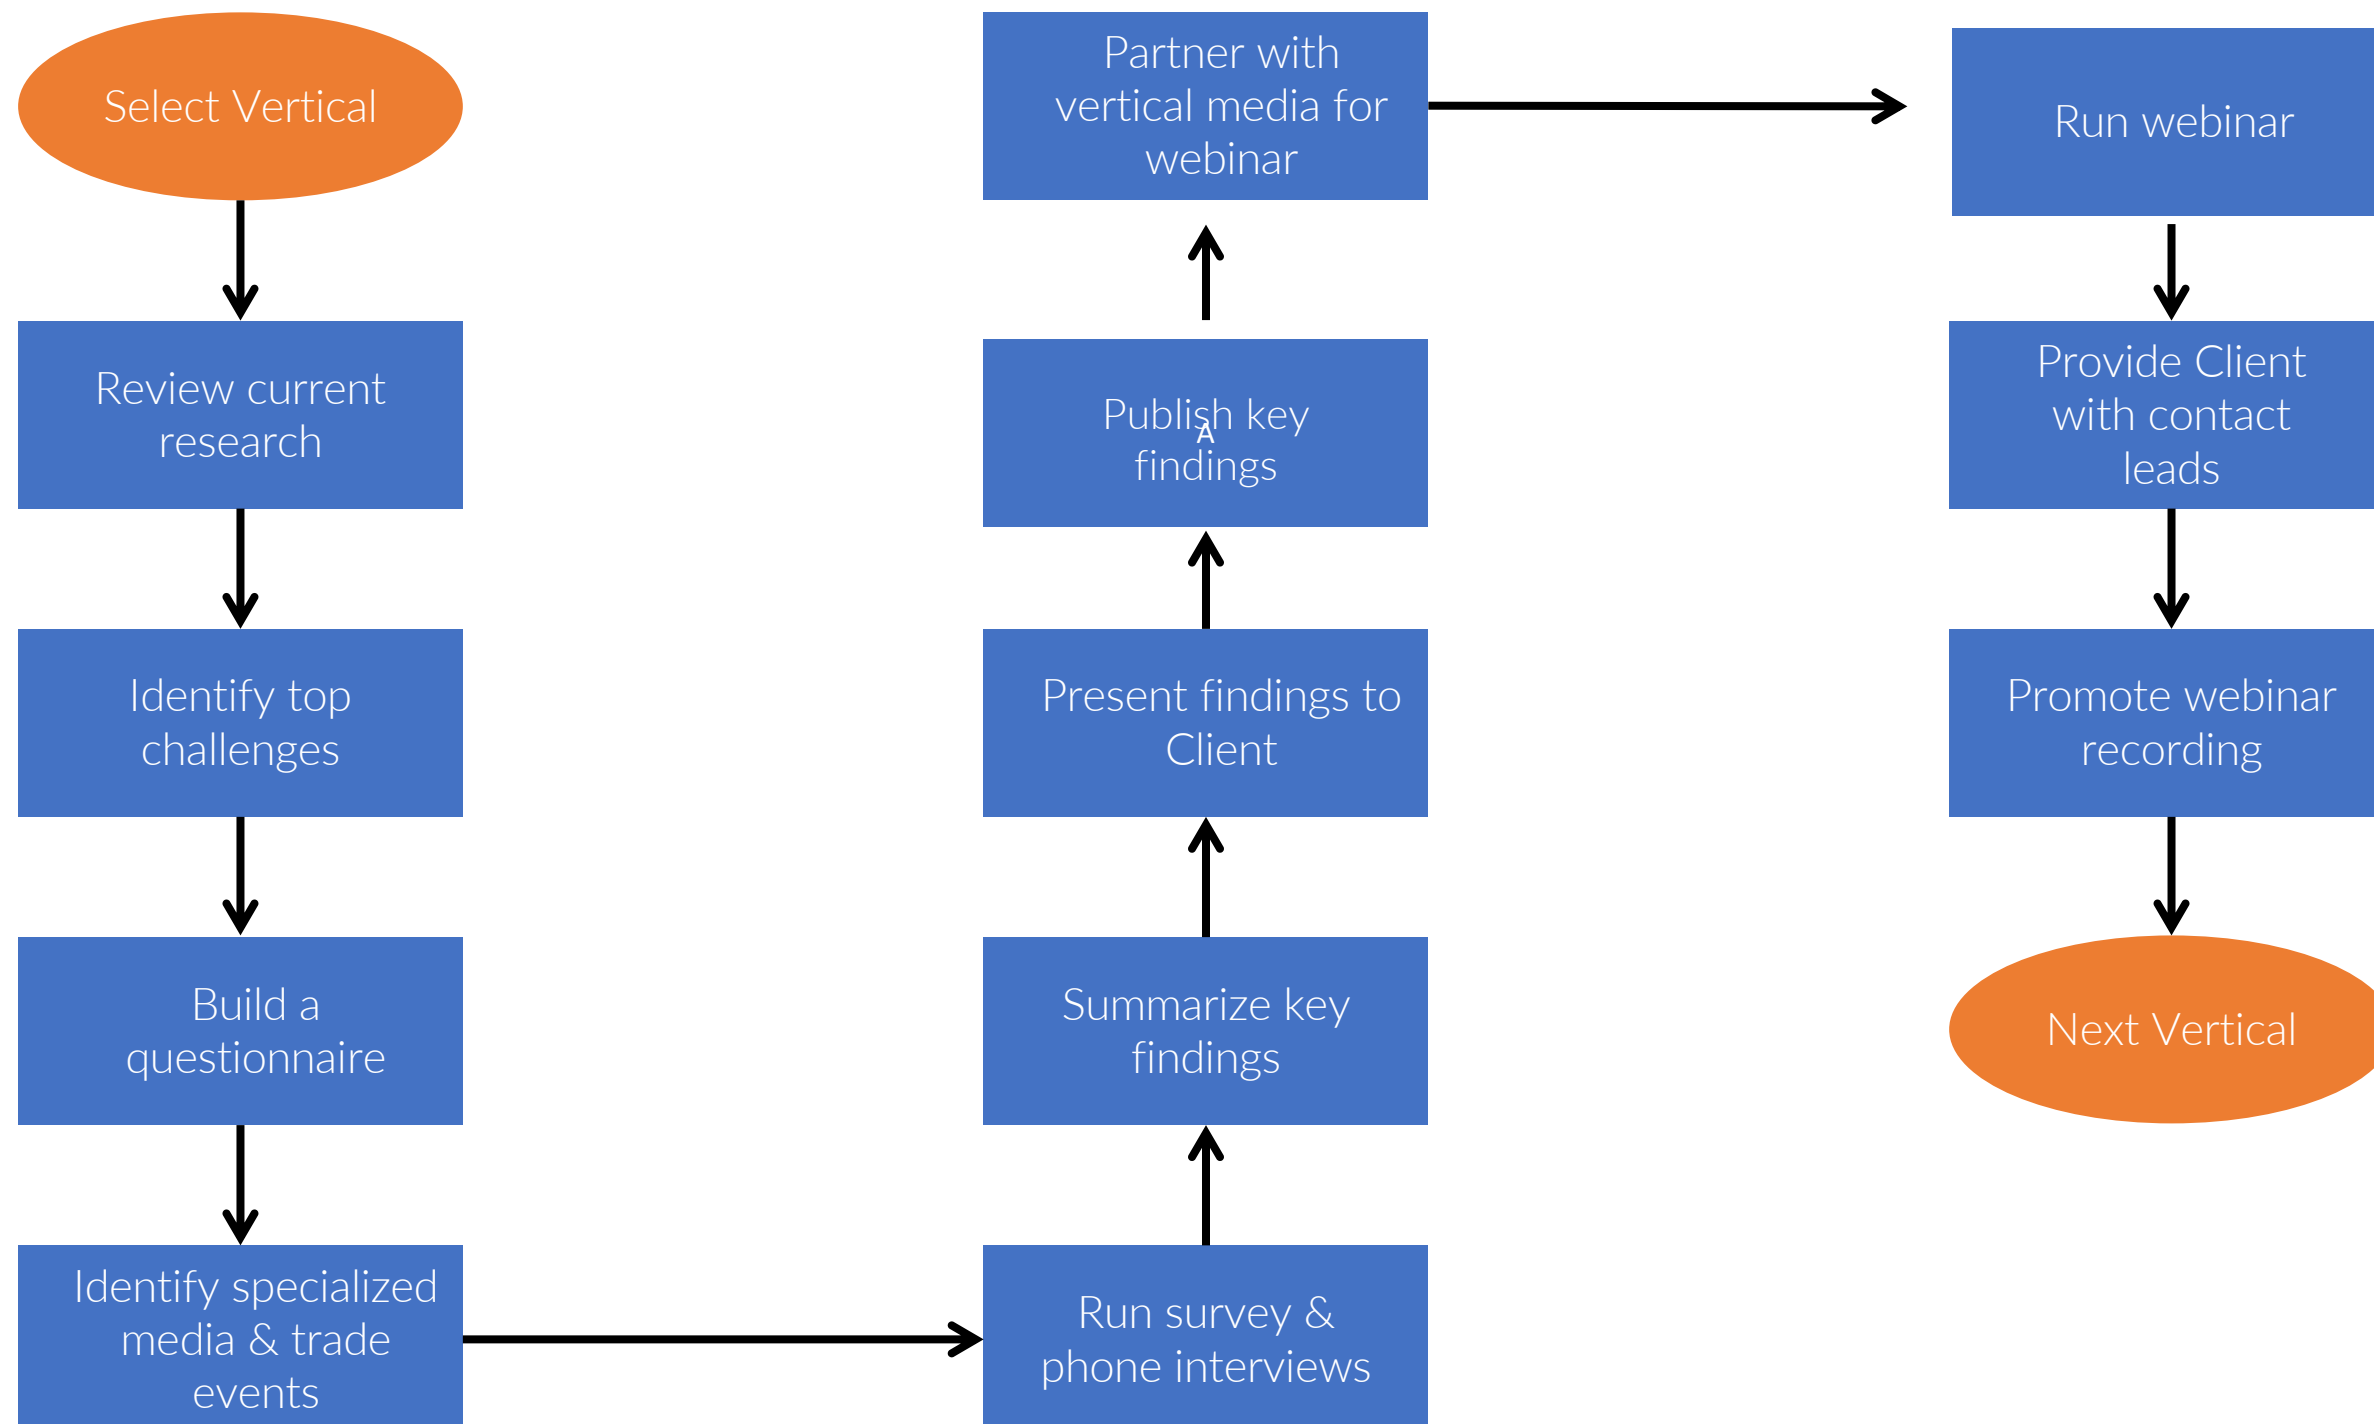 Select Vertical
Review current
research
Identify top
challenges
Build a
questionnaire
Identify specialized
media & trade
events
Run survey &
phone interviews
Summarize key
findings
Present findings to
Client
Publish key
A
findings
Partner with
vertical media for
webinar
Run webinar
Provide Client
with contact
leads
Promote webinar
recording
Next Vertical